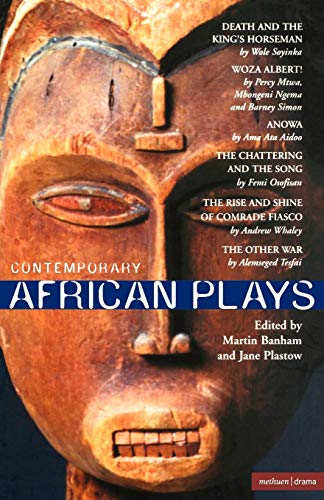 DEATH AND THE
KING'S HORSEMAN
by Wole Soyinka
WOZA ALBERT!
by Percy Mtwa,
Mbongeni Ngema
and Barney Simon
ANOWA
by Ama Ata Aidoo
THE CHATTERING
AND THE SONG
by Femi Osofisan
THE RISE AND SHINE
OF COMRADE FIASCO
by Andrew Whaley
THE OTHER WAR
by Alemseged Tesfai
CONTEMPORARY
AFRICAN PLAYS
Edited by
Martin Banham
and Jane Plastow
methuen | drama